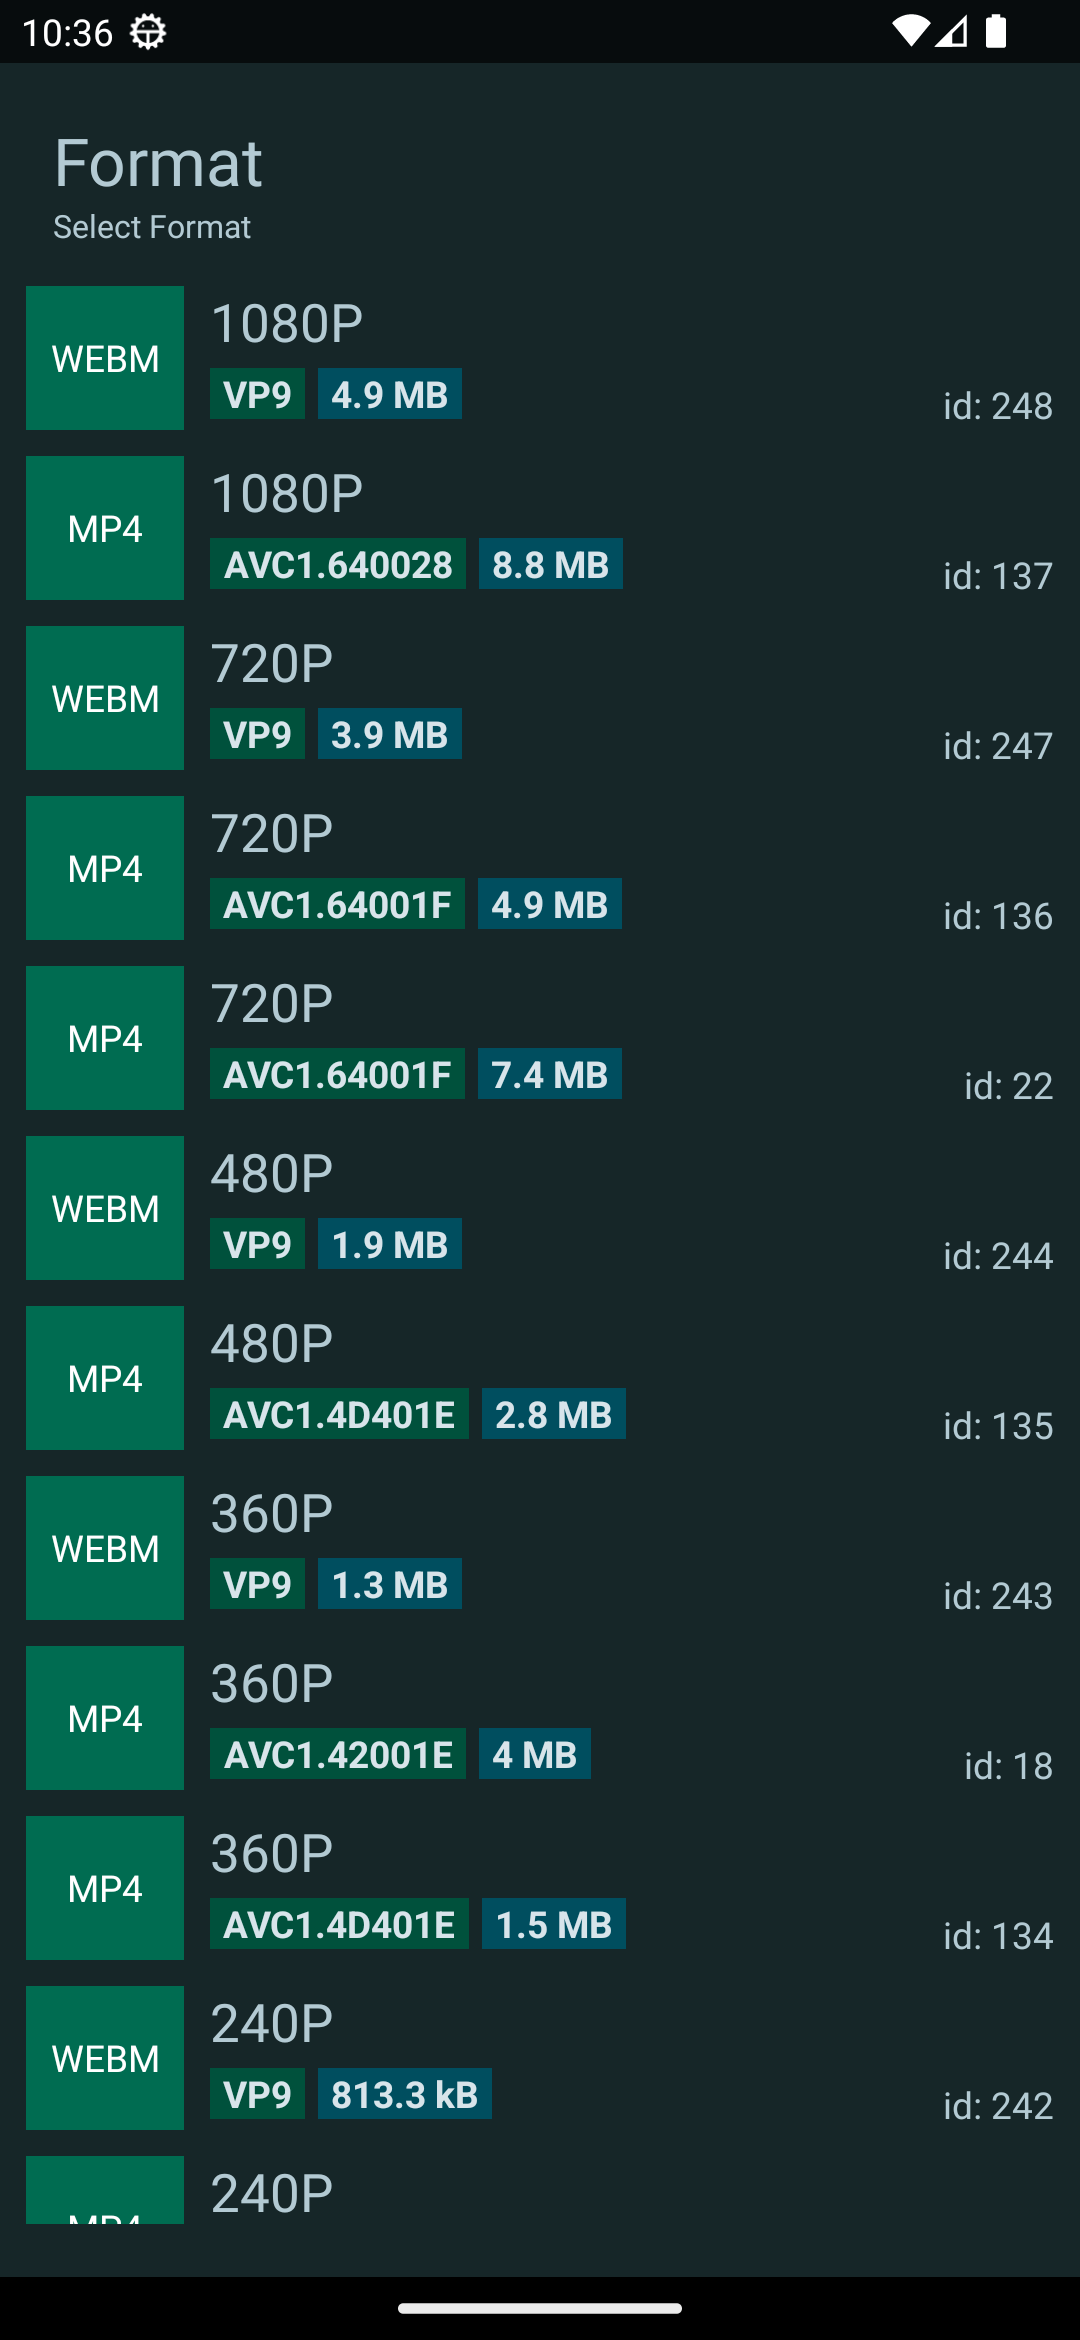 10:36
Format
Select Format
WEBM
1080P
VP9 4.9 MB
id: 248
MP4
1080P
AVC1.640028 8.8 MB
id: 137
WEBM
720P
VP9 3.9 MB
id: 247
MP4
720P
AVC1.64001F 4.9 MB
id: 136
MP4
720P
AVC1.64001F 7.4 MB
id: 22
WEBM
480P
VP9 1.9 MB
id: 244
MP4
480P
AVC1.4D401E 2.8 MB
id: 135
WEBM
360P
VP9 1.3 MB
id: 243
MP4
360P
AVC1.42001E 4 MB
id: 18
MP4
360P
AVC1.4D401E 1.5 MB
id: 134
WEBM
240P
VP9 813.3 kB
id: 242
MP4
240P